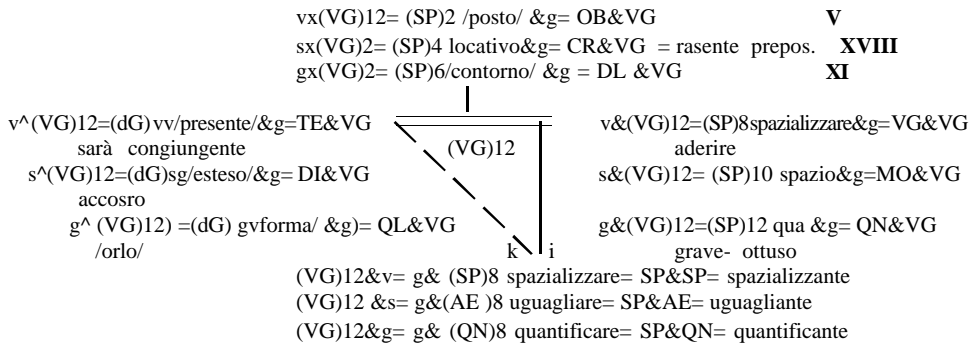 vx(VG)12= (SP)2 /posto/ &g= OB&VG V
sx(VG)2= (SP)4 locativo&g= CR&VG = rasente prepos. XVIII
gx(VG)2= (SP)6/contorno/ &g = DL &VG XI
v^(VG)12=(dG) vv/presente/&g=TE&VG v&(VG)12=(SP)8spazializzare&g=VG&VG
sarà congiungente (VG)12 aderire
s^(VG)12=(dG)sg/esteso/&g= DI&VG s&(VG)12= (SP)10 spazio&g=MO&VG
accosro
g^ (VG)12) =(dG) gvforma/ &g)= QL&VG g&(VG)12=(SP)12 qua &g= QN&VG
/orlo/ k i grave- ottuso
(VG)12&v= g& (SP)8 spazializzare= SP&SP= spazializzante
(VG)12 &s= g&(AE )8 uguagliare= SP&AE= uguagliante
(VG)12&g= g& (QN)8 quantificare= SP&QN= quantificante